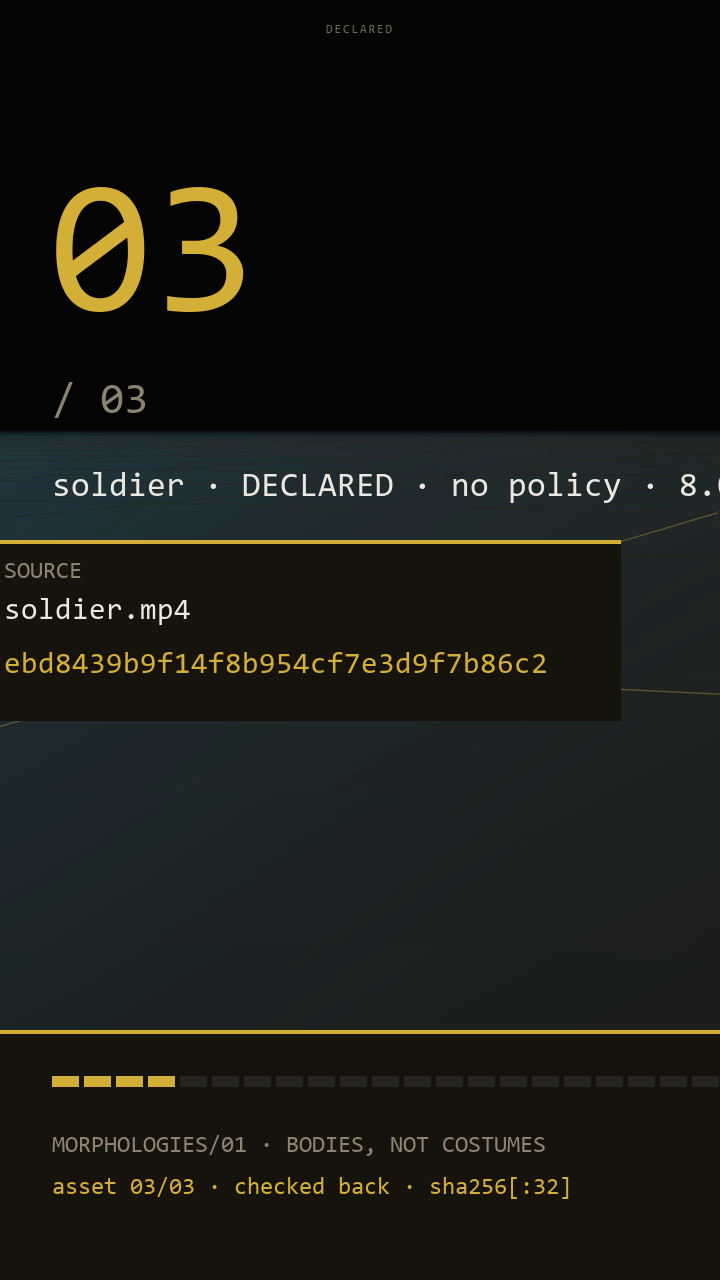 DECLARED
03
/ 03
soldier · DECLARED · no policy · 8.
SOURCE
soldier.mp4
ebd8439b9f14f8b954cf7e3d9f7b86c2
MORPHOLOGIES/01 · BODIES, NOT COSTUMES
asset 03/03 · checked back · sha256[:32]